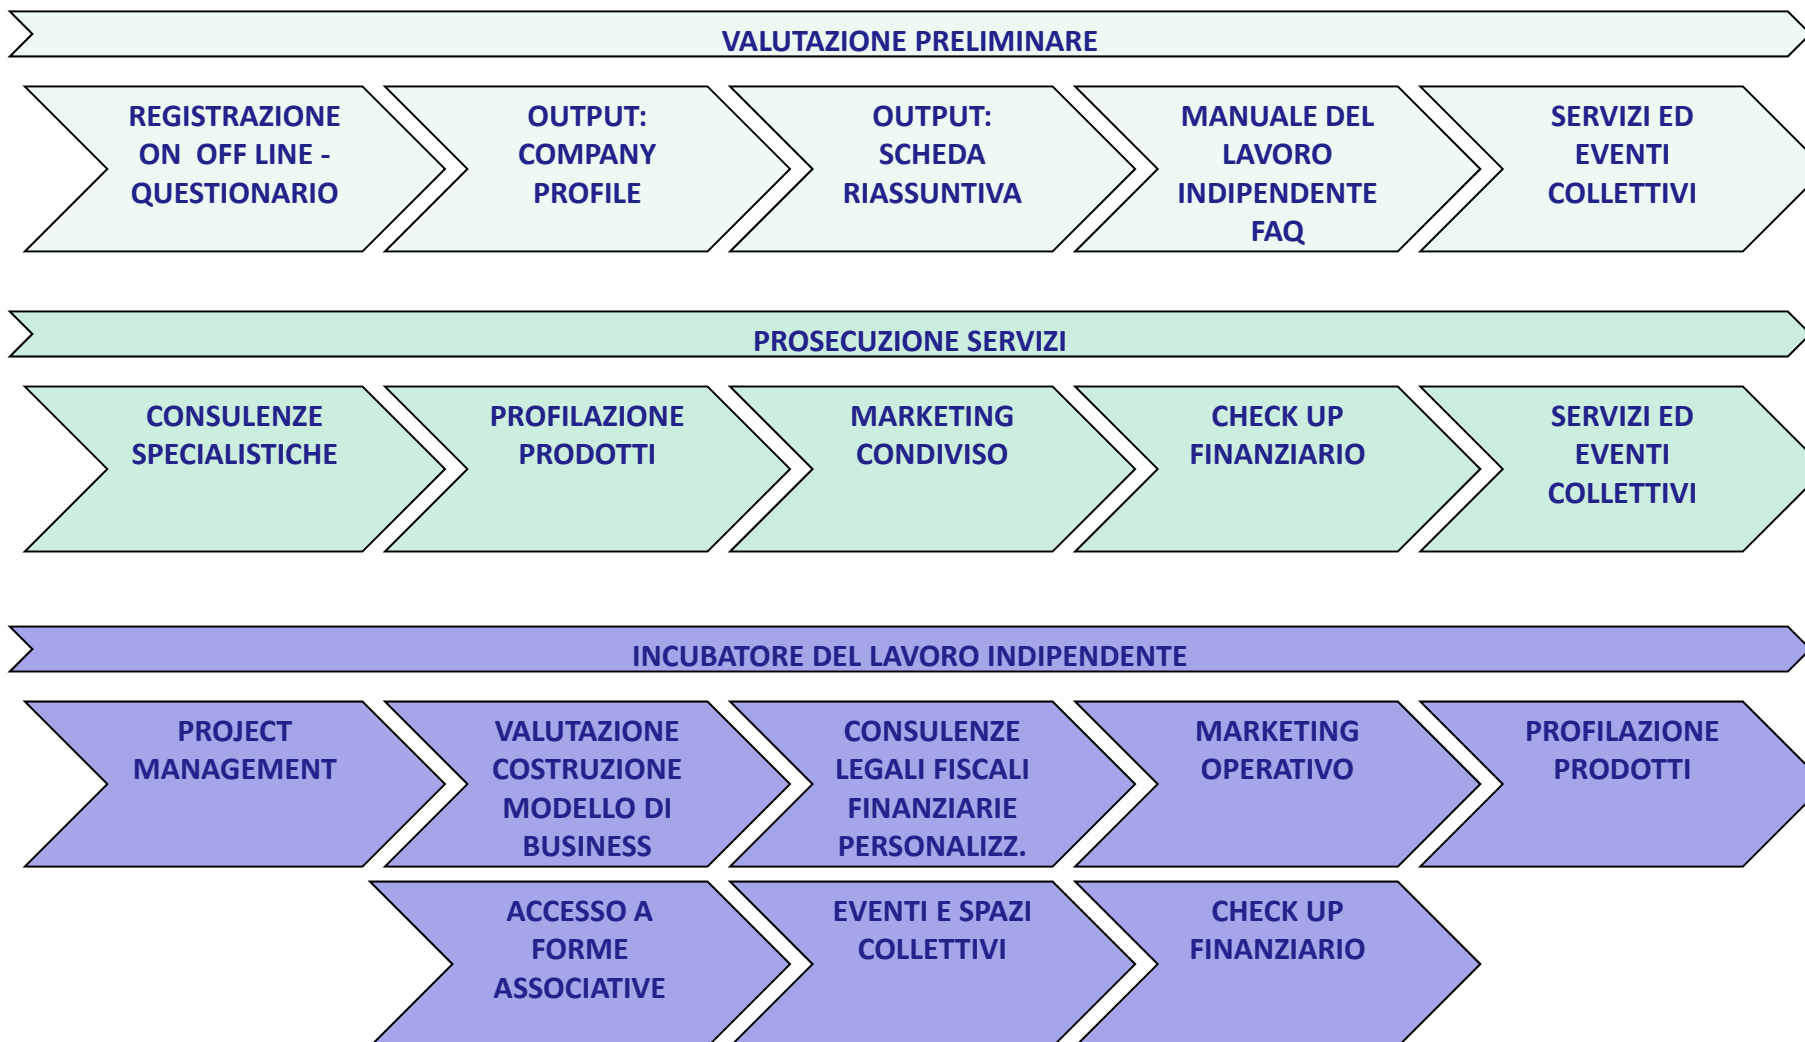 VALUTAZIONE PRELIMINARE
REGISTRAZIONE
ON  OFF LINE -
QUESTIONARIO
OUTPUT:
COMPANY
PROFILE
OUTPUT:
SCHEDA
RIASSUNTIVA
MANUALE DEL
LAVORO
INDIPENDENTE
FAQ
SERVIZI ED
EVENTI
COLLETTIVI
PROSECUZIONE SERVIZI
CONSULENZE
SPECIALISTICHE
PROFILAZIONE
PRODOTTI
MARKETING
CONDIVISO
CHECK UP
FINANZIARIO
SERVIZI ED
EVENTI
COLLETTIVI
INCUBATORE DEL LAVORO INDIPENDENTE
PROJECT
MANAGEMENT
VALUTAZIONE
COSTRUZIONE
MODELLO DI
BUSINESS
CONSULENZE
LEGALI FISCALI
FINANZIARIE
PERSONALIZZ.
MARKETING
OPERATIVO
PROFILAZIONE
PRODOTTI
ACCESSO A
FORME
ASSOCIATIVE
EVENTI E SPAZI
COLLETTIVI
CHECK UP
FINANZIARIO